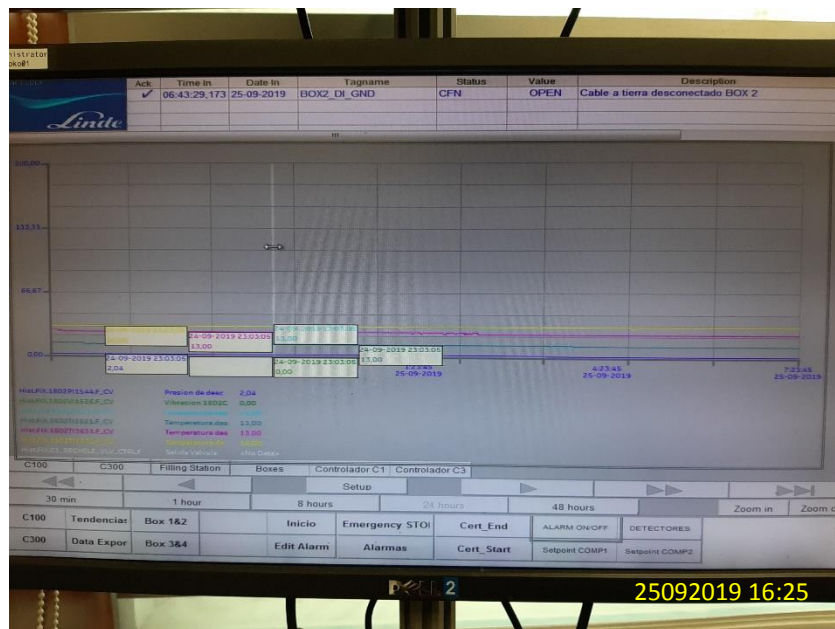 Ack Time In Date In Tagname Status Value Description
06:43:29,173 25-09-2019 BOX2_DI_GND CFN OPEN Cable a tierra desconectado BOX 2
Linde
133,33
66,67
0,00
24-09-2019 23:03:05
13,00
24-09-2019 23:03:05
2,04
24-09-2019 23:03:05
0,00
24-09-2019 23:03:05
13,00
25-09-2019
4:23:45
25-09-2019
7:23:45
25-09-2019
Presion de desc 2,04
0,00
Temperatura des 13,00
Temperatura des 13,00
<No Data>
C100 C300 Filling Station Boxes Controlador C1 Controlador C3
Setup
30 min 1 hour 8 hours 24 hours 48 hours Zoom in Zoom
C100 Tendencias Box 1&2 Inicio Emergency STOI Cert_End ALARM ON/OFF DETECTORES
C300 Data Expor Box 3&4 Edit Alarm Alarmas Cert_Start Setpoint COMP1 Setpoint COMP2
DELL 2
25092019 16:25